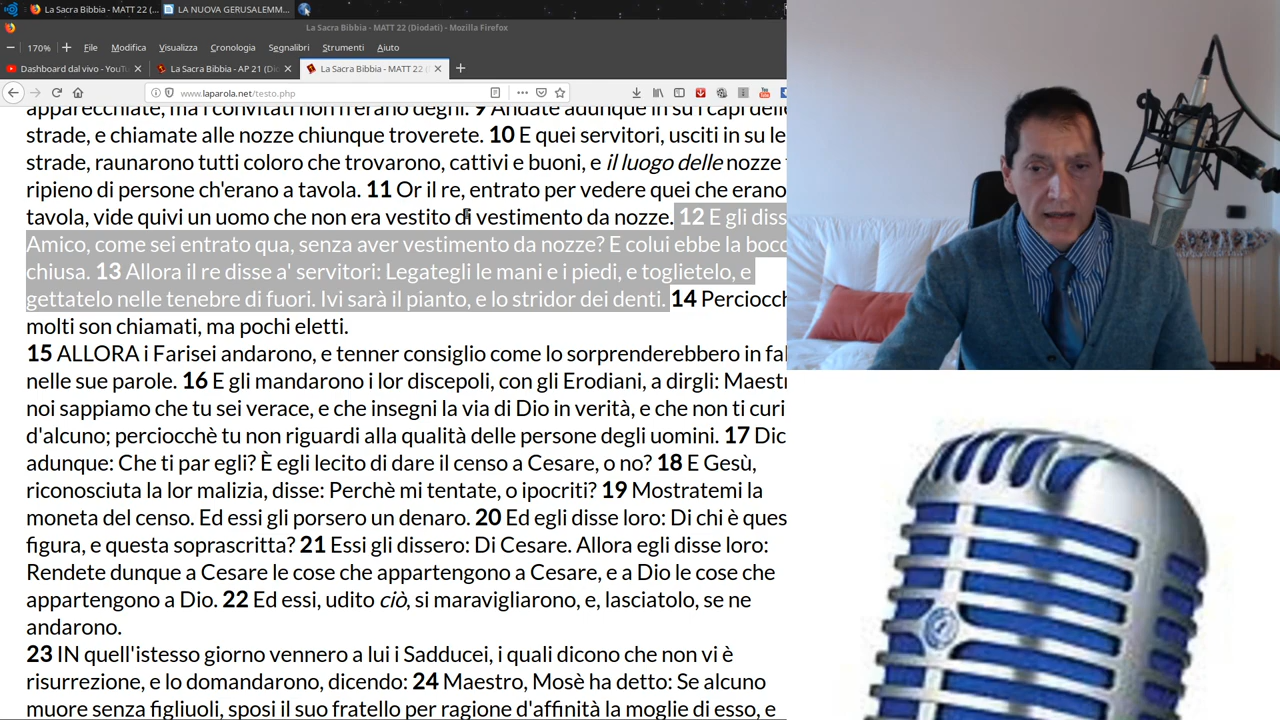 La Sacra Bibbia - MATT 22 (...
LA NUOVA GERUSALEMM...
La Sacra Bibbia - MATT 22 (Diodati) - Mozilla Firefox
170%
File Modifica Visualizza Cronologia Segnalibri Strumenti Aiuto
Dashboard dal vivo - YouTu
La Sacra Bibbia - AP 21 (Dio
La Sacra Bibbia - MATT 22 (
www.laparola.net/testo.php
apparecchiate, ma i convitati non n'erano degni. 9 Andate adunque in su i capi delle
strade, e chiamate alle nozze chiunque troverete. 10 E quei servitori, usciti in su le
strade, raunarono tutti coloro che trovarono, cattivi e buoni, e il luogo delle nozze
ripieno di persone ch'erano a tavola. 11 Or il re, entrato per vedere quei che erano
tavola, vide quivi un uomo che non era vestito di vestimento da nozze. 12 E gli diss
Amico, come sei entrato qua, senza aver vestimento da nozze? E colui ebbe la bocc
chiusa. 13 Allora il re disse a' servitori: Legategli le mani e i piedi, e toglietelo, e
gettatelo nelle tenebre di fuori. Ivi sarà il pianto, e lo stridor dei denti. 14 Perciocch
molti son chiamati, ma pochi eletti.
15 ALLORA i Farisei andarono, e tenner consiglio come lo sorprenderebbero in fal
nelle sue parole. 16 E gli mandarono i lor discepoli, con gli Erodiani, a dirgli: Maestr
noi sappiamo che tu sei verace, e che insegni la via di Dio in verità, e che non ti curi
d'alcuno; perciocchè tu non riguardi alla qualità delle persone degli uomini. 17 Dic
adunque: Che ti par egli? È egli lecito di dare il censo a Cesare, o no? 18 E Gesù,
riconosciuta la lor malizia, disse: Perchè mi tentate, o ipocriti? 19 Mostratemi la
moneta del censo. Ed essi gli porsero un denaro. 20 Ed egli disse loro: Di chi è ques
figura, e questa soprascritta? 21 Essi gli dissero: Di Cesare. Allora egli disse loro:
Rendete dunque a Cesare le cose che appartengono a Cesare, e a Dio le cose che
appartengono a Dio. 22 Ed essi, udito ciò, si maravigliarono, e, lasciatolo, se ne
andarono.
23 IN quell'istesso giorno vennero a lui i Sadducei, i quali dicono che non vi è
risurrezione, e lo domandarono, dicendo: 24 Maestro, Mosè ha detto: Se alcuno
muore senza figliuoli, sposi il suo fratello per ragione d'affinità la moglie di esso, e